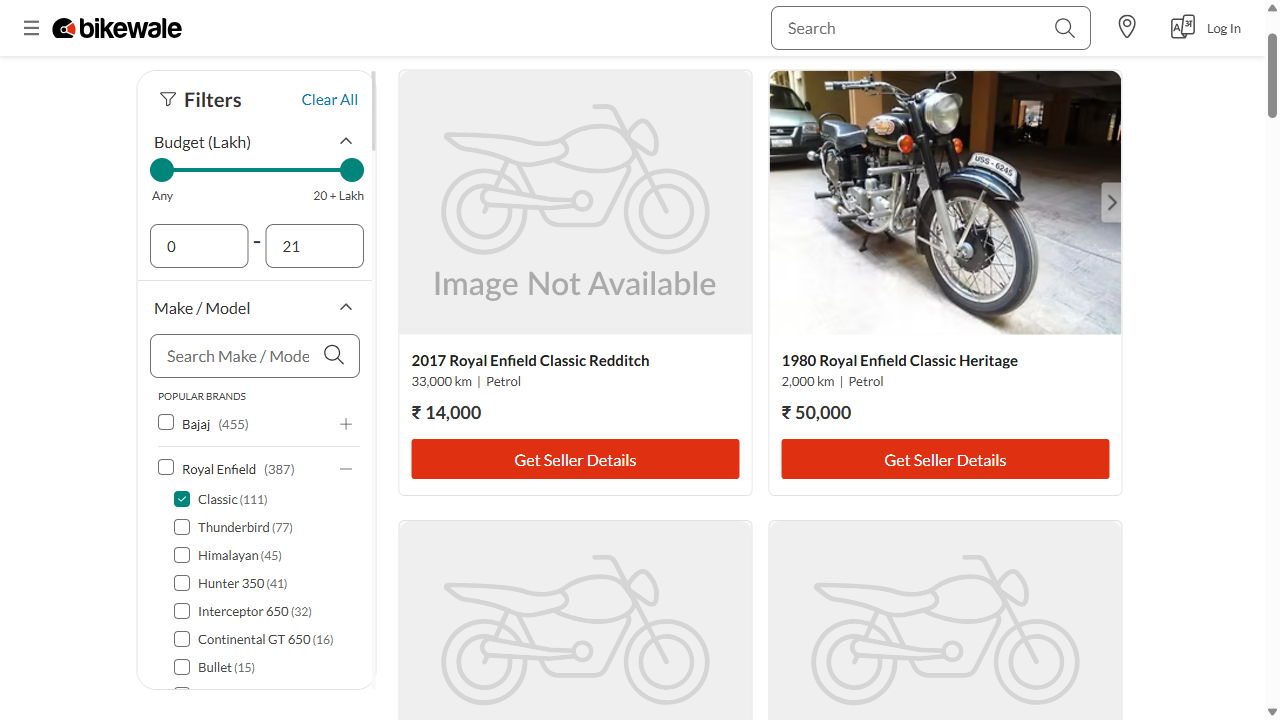 bikewale
Search
Log In
Filters
Clear All
Budget (Lakh)
Any
20 + Lakh
0 - 21
Make / Model
Search Make / Mode
POPULAR BRANDS
Bajaj (455)
Royal Enfield (387)
Classic (111)
Thunderbird (77)
Himalayan (45)
Hunter 350 (41)
Interceptor 650 (32)
Continental GT 650 (16)
Bullet (15)
Image Not Available
2017 Royal Enfield Classic Redditch
33,000 km | Petrol
₹ 14,000
Get Seller Details
USS-6245
1980 Royal Enfield Classic Heritage
2,000 km | Petrol
₹ 50,000
Get Seller Details